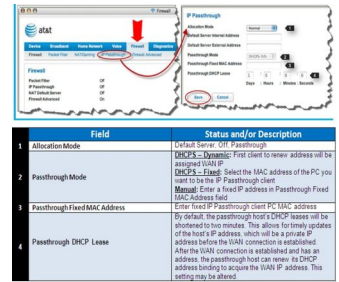 Firewall
at&t
Device Broadband Home Network Voice Firewall Diagnostics
Firewall Packet Filter NAT/Gaming IP Passthrough Firewall Advanced
Firewall
Packet Filter Off
IP Passthrough Off
NAT Default Server Off
Firewall Advanced On
IP Passthrough
Allocation Mode Normal 1
Default Server Internal Address
Default Server External Address
Passthrough Mode 2
Passthrough Fixed MAC Address 3
Passthrough DHCP Lease 4
Days Hours Minutes Seconds
Save Cancel
Field Status and/or Description
1 Allocation Mode Default Server, Off, Passthrough
2 Passthrough Mode
DHCPS – Dynamic: First client to renew address will be
assigned WAN IP
DHCPS – Fixed: Select the MAC address of the PC you
want to be the IP Passthrough client
Manual: Enter a fixed IP address in Passthrough Fixed
MAC Address field
3 Passthrough Fixed MAC Address Enter fixed IP Passthrough client PC MAC address
4 Passthrough DHCP Lease
By default, the passthrough host's DHCP leases will be
shortened to two minutes. This allows for timely updates
of the host's IP address, which will be a private IP
address before the WAN connection is established.
After the WAN connection is established and has an
address, the passthrough host can renew its DHCP
address binding to acquire the WAN IP address. This
setting may be altered.